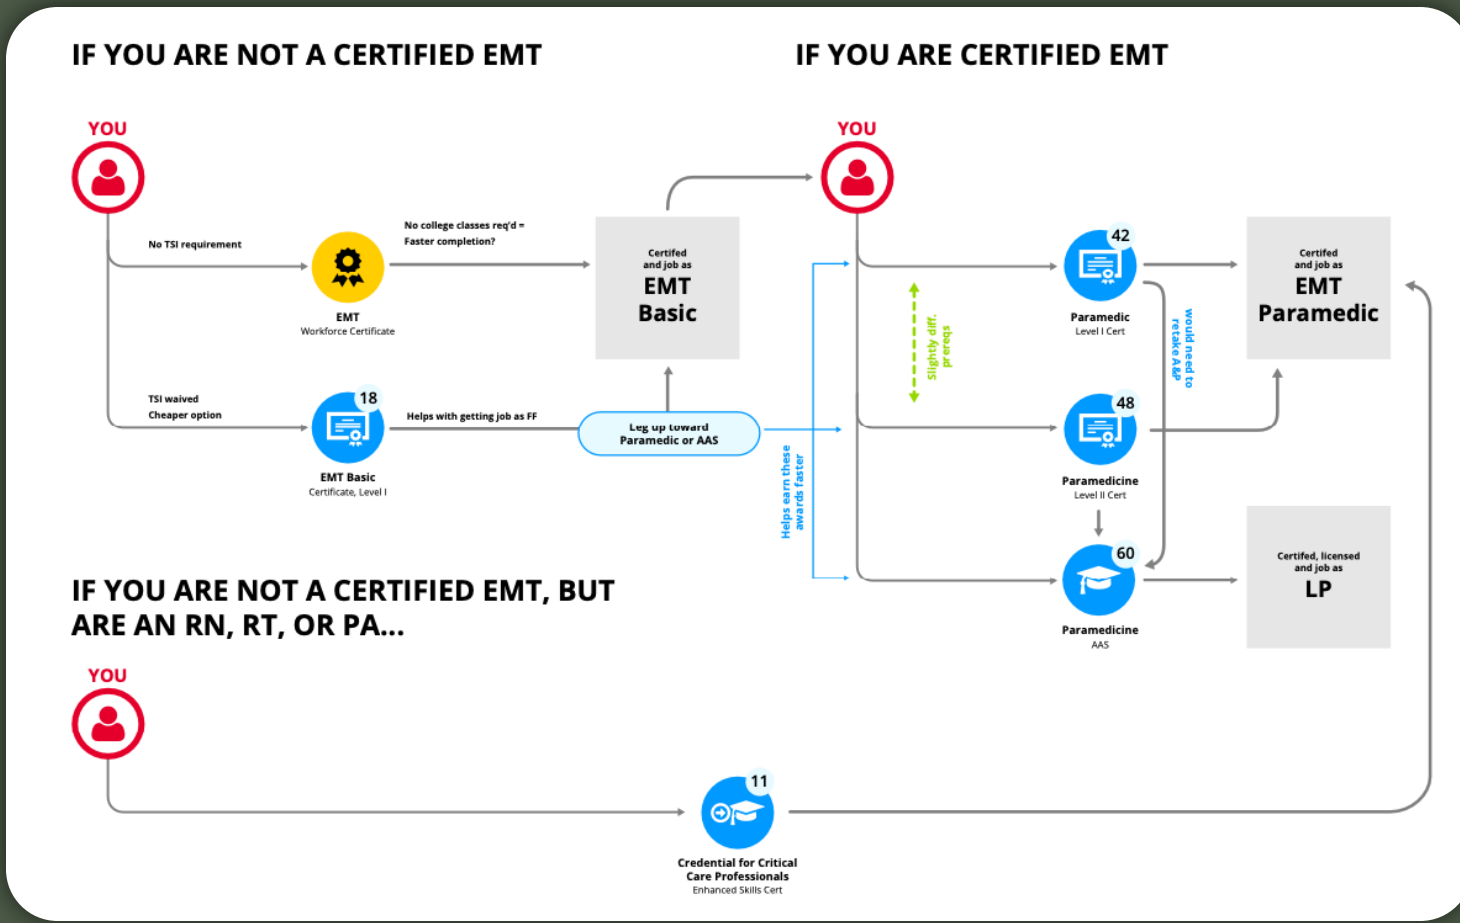 IF YOU ARE NOT A CERTIFIED EMT
YOU
No TSI requirement
EMT
Workforce Certificate
No college classes req'd =
Faster completion?
TSI waived
Cheaper option
18
EMT Basic
Certificate, Level I
Helps with getting job as FF
Certifed
and job as
EMT
Basic
Leg up toward
Paramedic or AAS
Helps earn these
awards faster
IF YOU ARE CERTIFIED EMT
YOU
Slightly diff.
prereqs
42
Paramedic
Level I Cert
would need to
retake A&P
48
Paramedicine
Level II Cert
60
Paramedicine
AAS
Certifed
and job as
EMT
Paramedic
Certifed, licensed
and job as
LP
IF YOU ARE NOT A CERTIFIED EMT, BUT
ARE AN RN, RT, OR PA...
YOU
11
Credential for Critical
Care Professionals
Enhanced Skills Cert